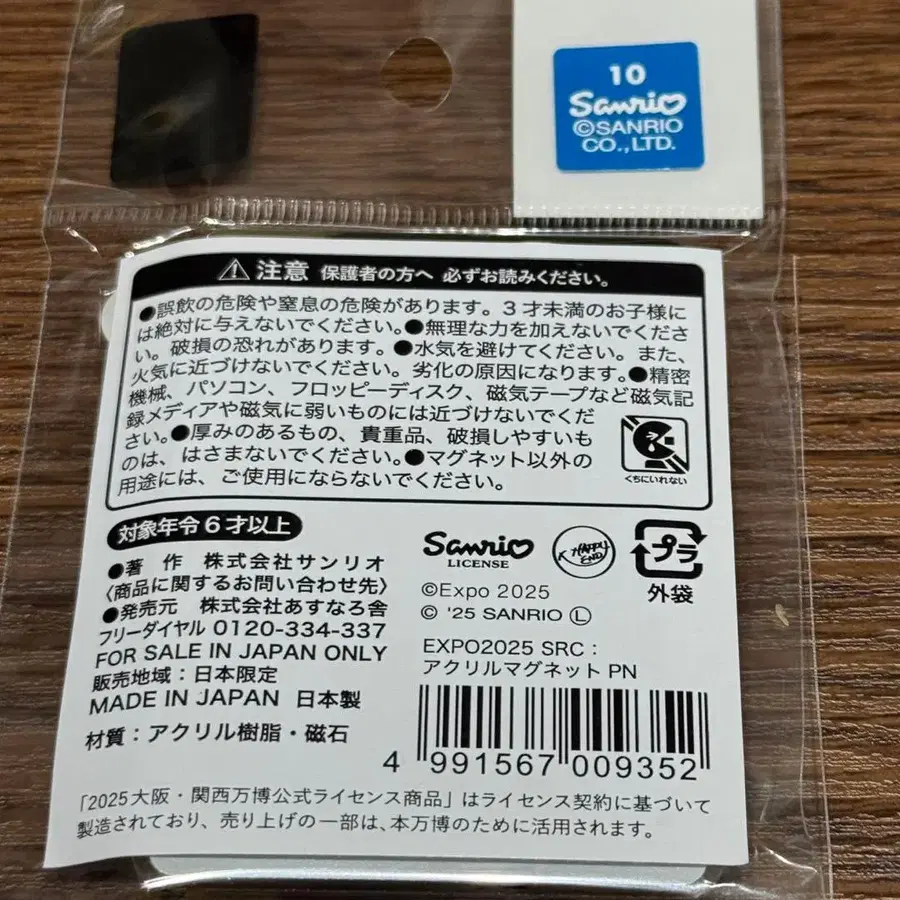 10
Sanrio
©SANRIO
CO.,LTD.
⚠注意 保護者の方へ 必ずお読みください。
●誤飲の危険や窒息の危険があります。3才未満のお子様に
は絶対に与えないでください。●無理な力を加えないでくださ
い。破損の恐れがあります。●水気を避けてください。また、
火気に近づけないでください。劣化の原因になります。●精密
機械、パソコン、フロッピーディスク、磁気テープなど磁気記
録メディアや磁気に弱いものには近づけないでくだ
さい。●厚みのあるもの、貴重品、破損しやすいも
のは、はさまないでください。●マグネット以外の
用途には、ご使用にならないでください。
くちにいれない
対象年令6才以上
●著 作 株式会社サンリオ
〈商品に関するお問い合わせ先〉
●発売元 株式会社あすなろ舎
フリーダイヤル 0120-334-337
FOR SALE IN JAPAN ONLY
販売地域:日本限定
MADE IN JAPAN 日本製
材質:アクリル樹脂・磁石
Sanrio
LICENSE
K HAPPY END
プラ
外袋
©Expo 2025
© '25 SANRIO Ⓛ
EXPO2025 SRC:
アクリルマグネット PN
4 991567 009352
「2025大阪・関西万博公式ライセンス商品」はライセンス契約に基づいて
製造されており、売り上げの一部は、本万博のために活用されます。